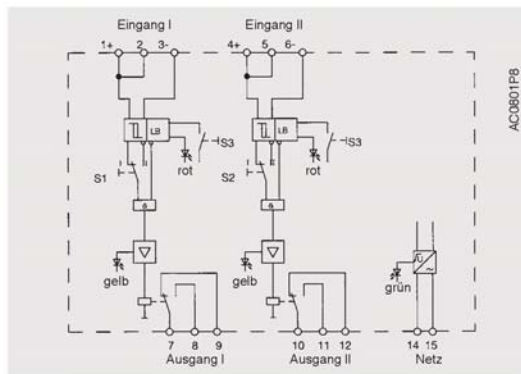 Eingang I Eingang II
1+ 2 3- 4+ 5 6-
AC0801P8
LB S3 LB S3
rot rot
S1 S2
gelb gelb grün
7 8 9 10 11 12 14 15
Ausgang I Ausgang II Netz